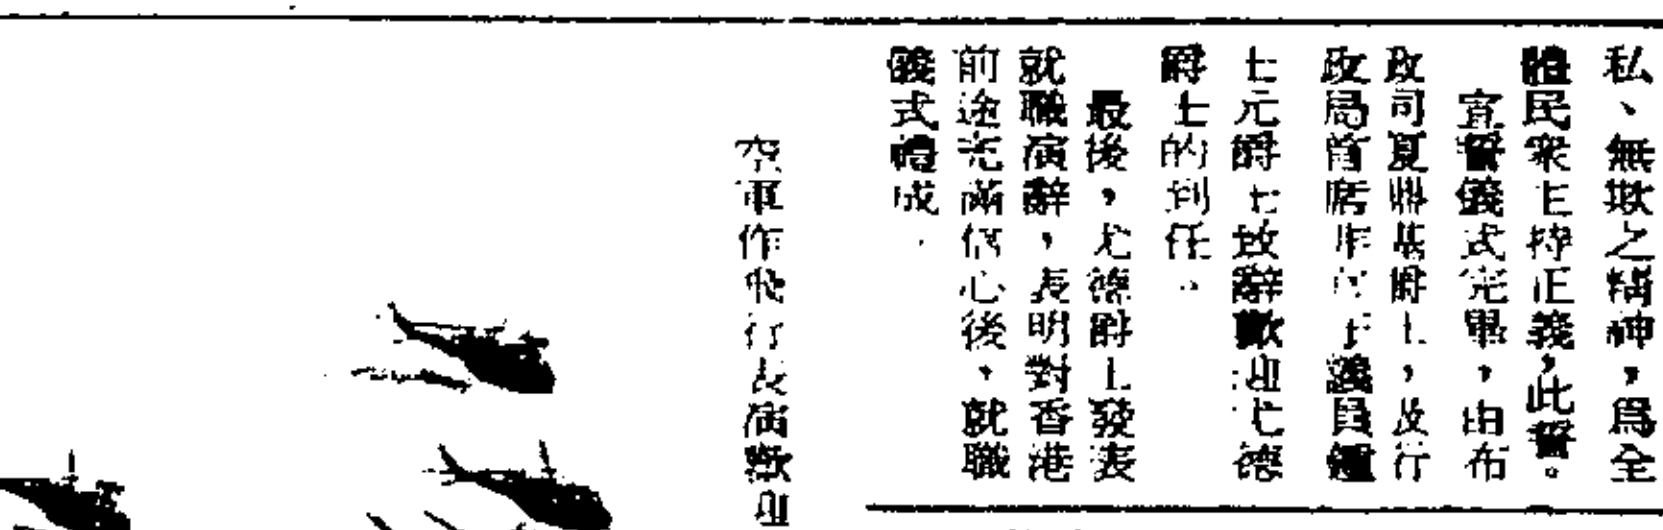 私、無欺之精神，爲全
體民衆主持正義，此誓。
宣誓儀式完畢，由布
政司夏鼎基爵士，及行
政局首席非官守議員鍾
士元爵士致辭歡迎尤德
爵士的到任。
最後，尤德爵士發表
就職演辭，表明對香港
前途充滿信心後，就職
儀式禮成．
空軍作飛行表演歡迎